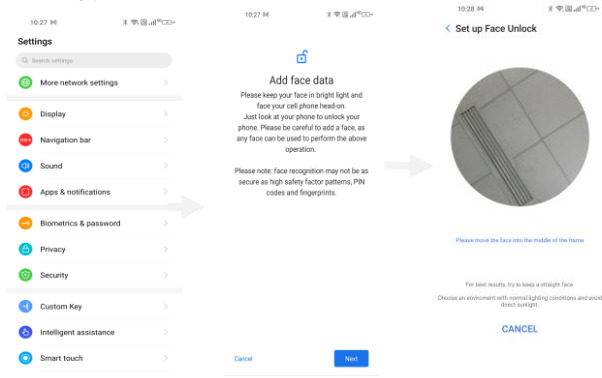 10:27
Settings
Search settings
More network settings
Display
Navigation bar
Sound
Apps & notifications
Biometrics & password
Privacy
Security
Custom Key
Intelligent assistance
Smart touch
10:27
Add face data
Please keep your face in bright light and
face your cell phone head-on.
Just look at your phone to unlock your
phone. Please be careful to add a face, as
any face can be used to perform the above
operation.
Please note: face recognition may not be as
secure as high safety factor patterns, PIN
codes and fingerprints.
Cancel
Next
10:28
Set up Face Unlock
Please move the face into the middle of the frame
For best results, try to keep a straight face.
Choose an environment with normal lighting conditions and avoid
direct sunlight.
CANCEL